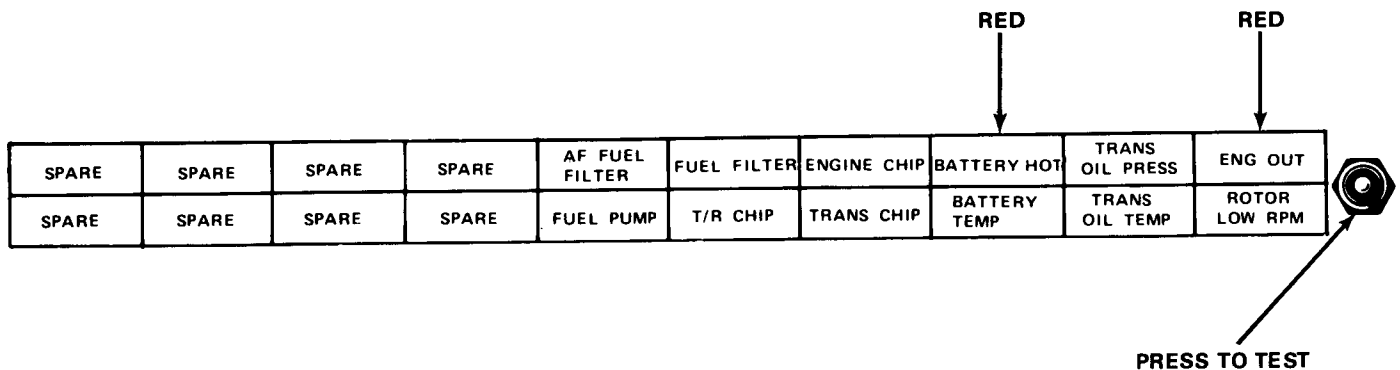 RED RED
SPARE SPARE SPARE SPARE AF FUEL FILTER FUEL FILTER ENGINE CHIP BATTERY HOT TRANS OIL PRESS ENG OUT
SPARE SPARE SPARE SPARE FUEL PUMP T/R CHIP TRANS CHIP BATTERY TEMP TRANS OIL TEMP ROTOR LOW RPM
PRESS TO TEST